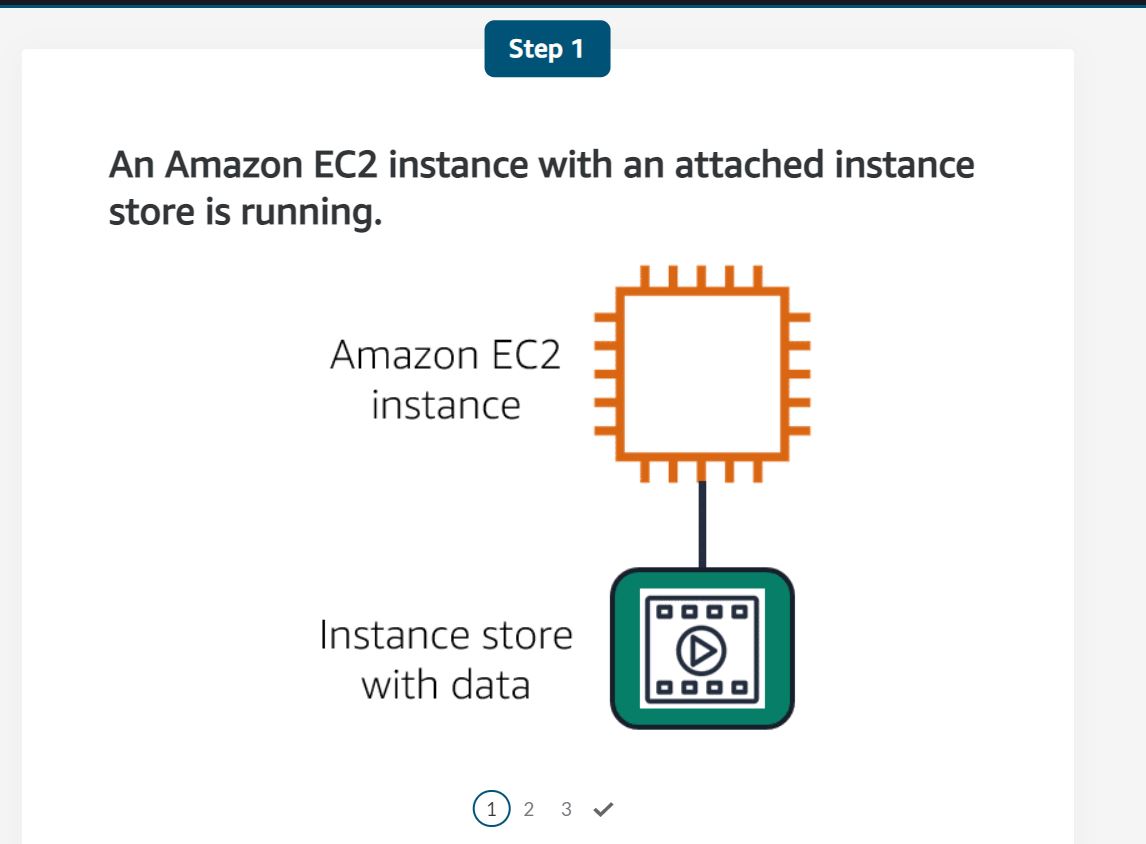 Step 1
An Amazon EC2 instance with an attached instance
store is running.
Amazon EC2
instance
Instance store
with data
1 2 3